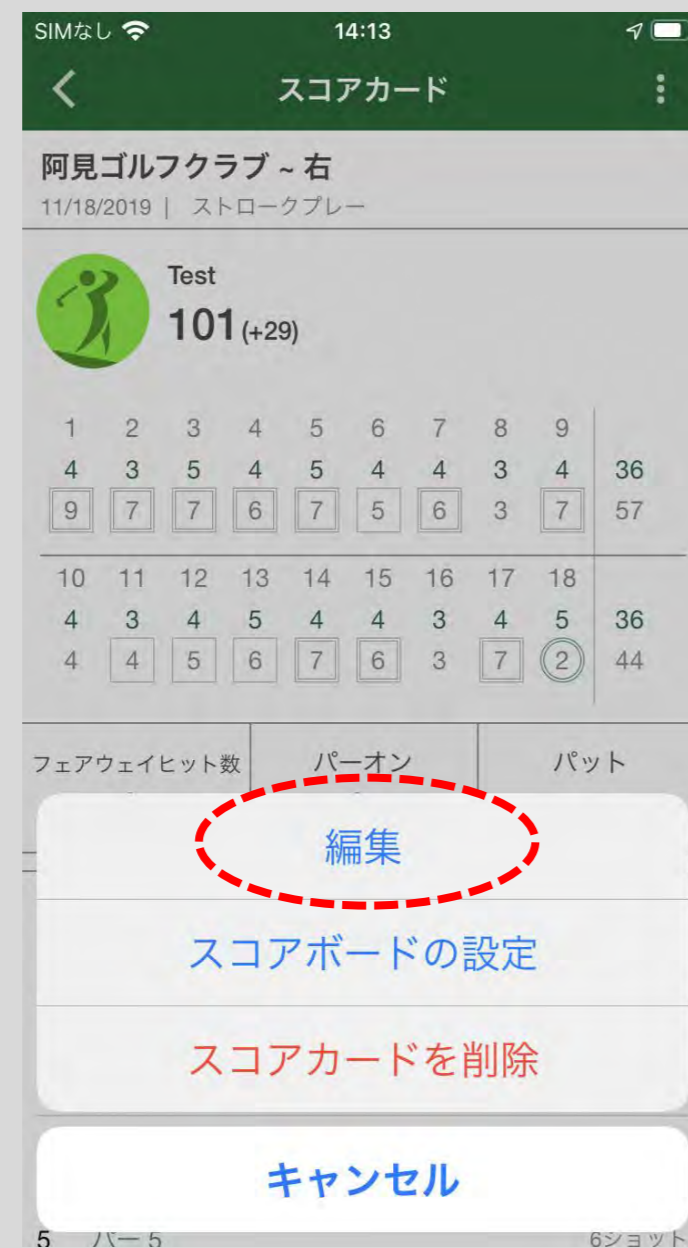 SIMなし 14:13
スコアカード
阿見ゴルフクラブ ~ 右
11/18/2019 | ストロークプレー
Test
101 (+29)
1 2 3 4 5 6 7 8 9
4 3 5 4 5 4 4 3 4 36
9 7 7 6 7 5 6 3 7 57
10 11 12 13 14 15 16 17 18
4 3 4 5 4 4 3 4 5 36
4 4 5 6 7 6 3 7 2 44
フェアウェイヒット数 パーオン パット
編集
スコアボードの設定
スコアカードを削除
キャンセル
5 パー 5 6ショット